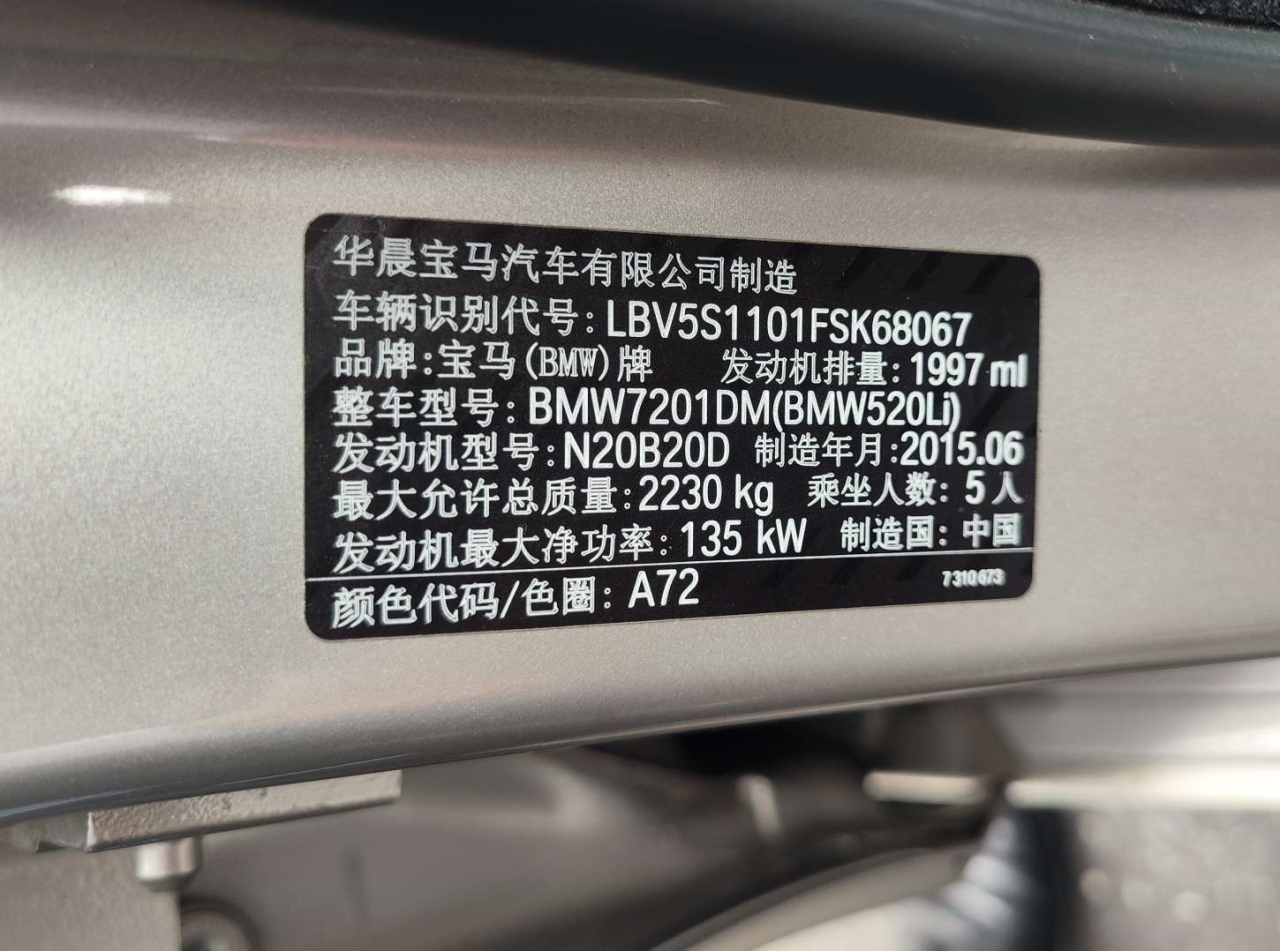 华晨宝马汽车有限公司制造
车辆识别代号: LBV5S1101FSK68067
品牌: 宝马(BMW)牌 发动机排量: 1997 ml
整车型号: BMW7201DM(BMW520Li)
发动机型号: N20B20D 制造年月: 2015.06
最大允许总质量: 2230 kg 乘坐人数: 5人
发动机最大净功率: 135 kW 制造国: 中国
颜色代码/色圈: A72 7310673